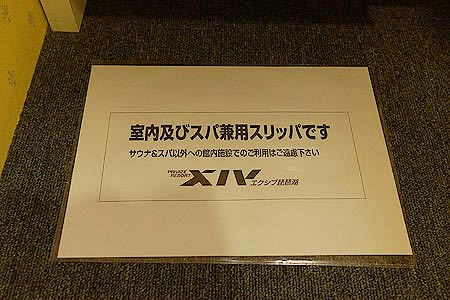 室内及びスパ兼用スリッパです
サウナ&スパ以外への館内施設でのご利用はご遠慮下さい
PRIVATE RESORT XIV エクシブ琵琶湖